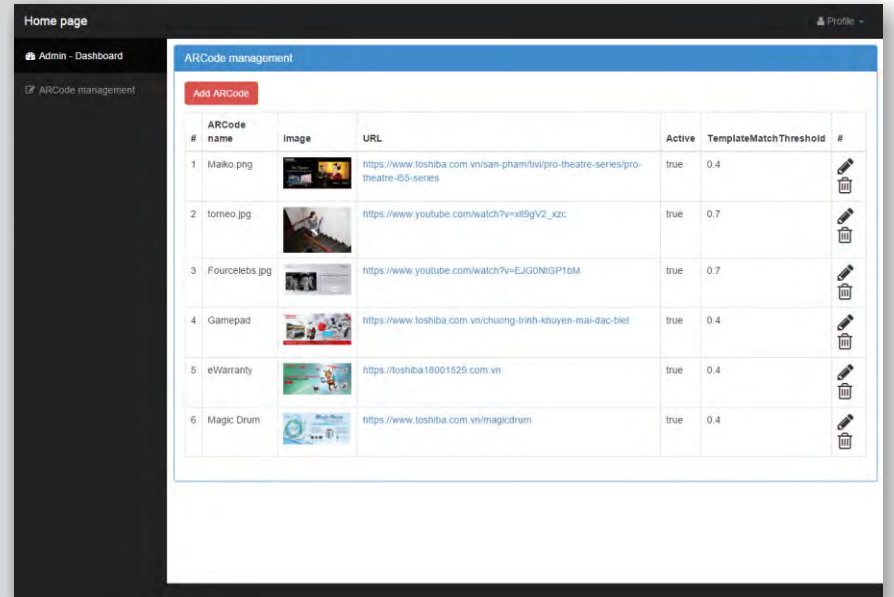 Home page
Profile
Admin - Dashboard
ARCode management
ARCode management
Add ARCode
# ARCode name Image URL Active TemplateMatchThreshold #
1 Maiko.png https://www.toshiba.com.vn/san-pham/tivi/pro-theatre-series/pro-
theatre-l55-series true 0.4
2 torneo.jpg https://www.youtube.com/watch?v=xit9gV2_xzc true 0.7
3 Fourcelebs.jpg https://www.youtube.com/watch?v=EJG0NtGP1bM true 0.7
4 Gamepad https://www.toshiba.com.vn/chuong-trinh-khuyen-mai-dac-biet true 0.4
5 eWarranty https://toshiba18001529.com.vn true 0.4
6 Magic Drum https://www.toshiba.com.vn/magicdrum true 0.4